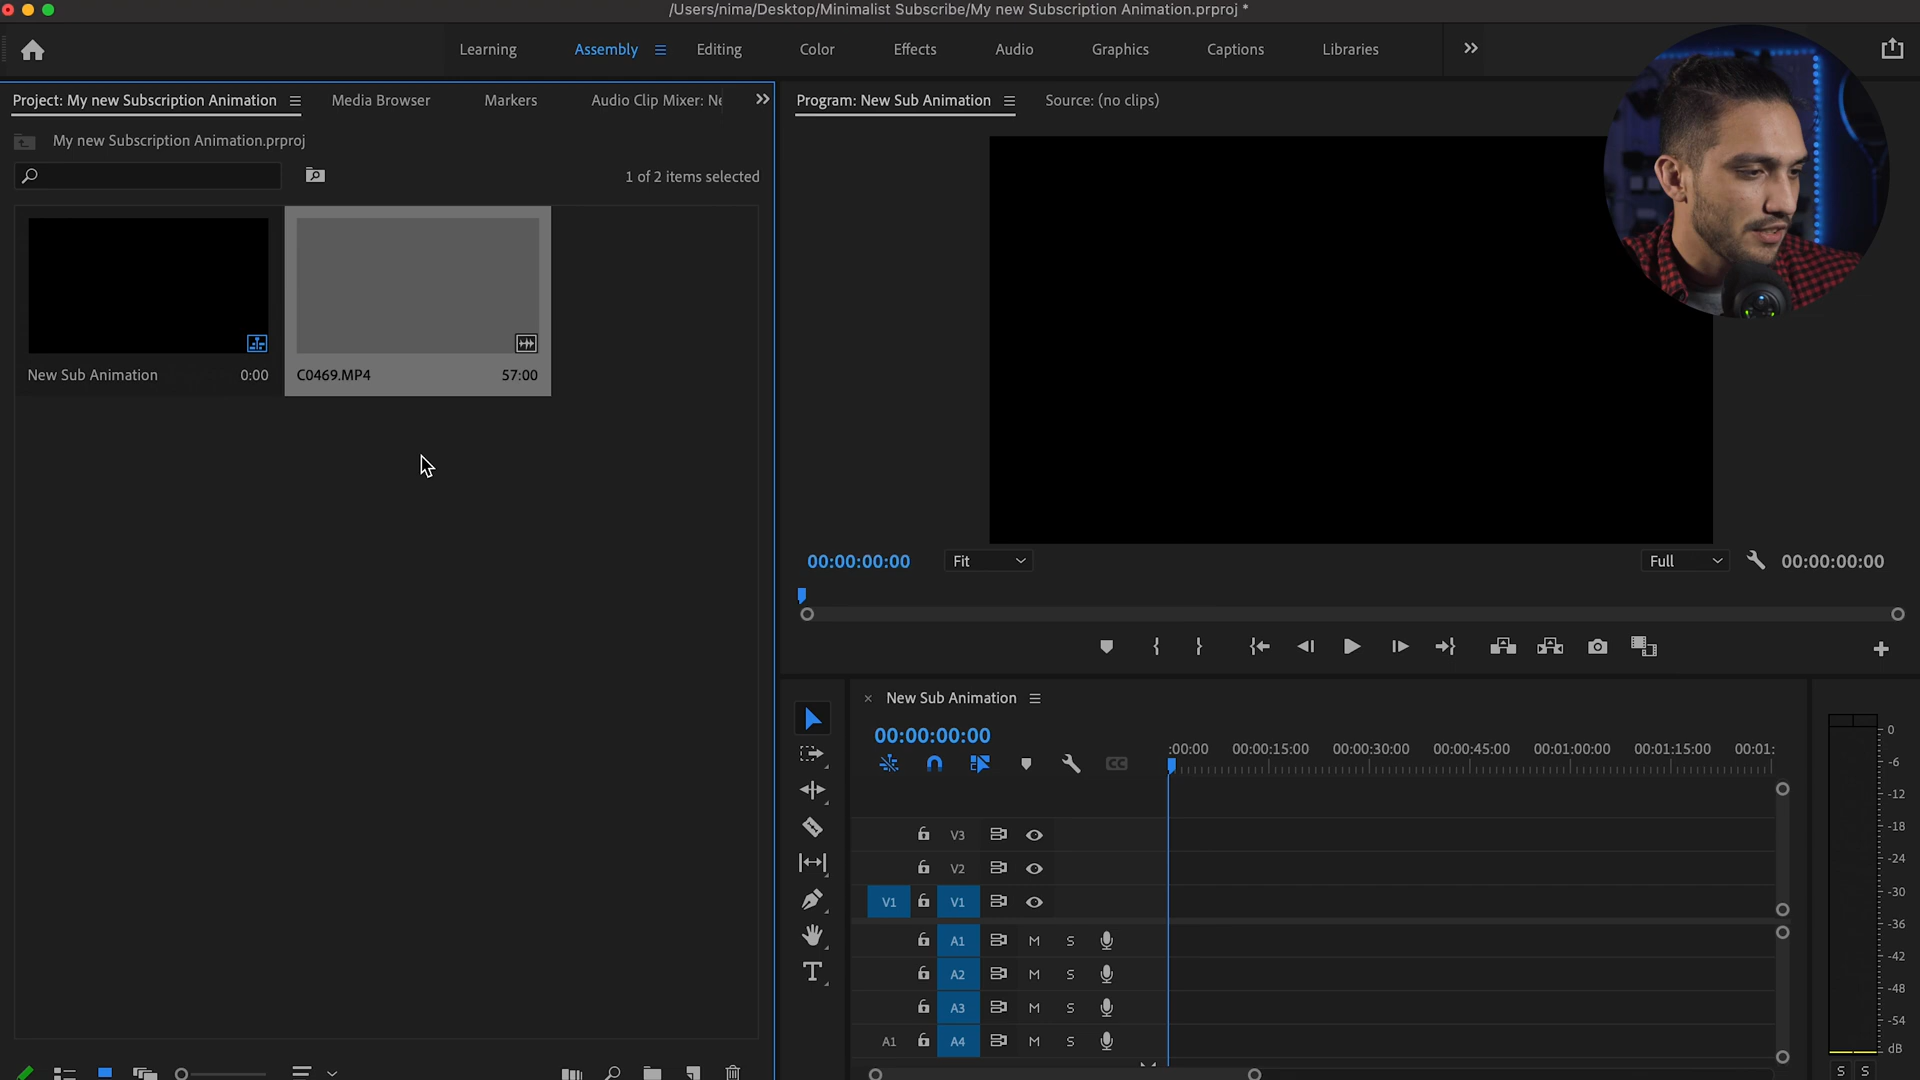 /Users/nima/Desktop/Minimalist Subscribe/My new Subscription Animation.prproj *
Learning Assembly Editing Color Effects Audio Graphics Captions Libraries
Project: My new Subscription Animation Media Browser Markers Audio Clip Mixer: Ne
Program: New Sub Animation Source: (no clips)
My new Subscription Animation.prproj
1 of 2 items selected
New Sub Animation 0:00
C0469.MP4 57:00
00:00:00:00 Fit Full 00:00:00:00
New Sub Animation
00:00:00:00
:00:00 00:00:15:00 00:00:30:00 00:00:45:00 00:01:00:00 00:01:15:00 00:01:
CC
V3
V2
V1 V1
A1 M S
A2 M S
A3 M S
A1 A4 M S
0
-6
-12
-18
-24
-30
-36
-42
-48
-54
dB
S S